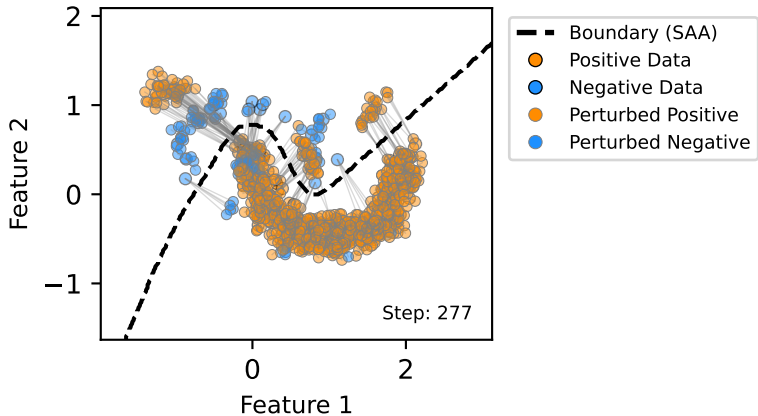 Boundary (SAA)
Positive Data
Negative Data
Perturbed Positive
Perturbed Negative
Feature 2
2
1
0
−1
Step: 277
0 2
Feature 1